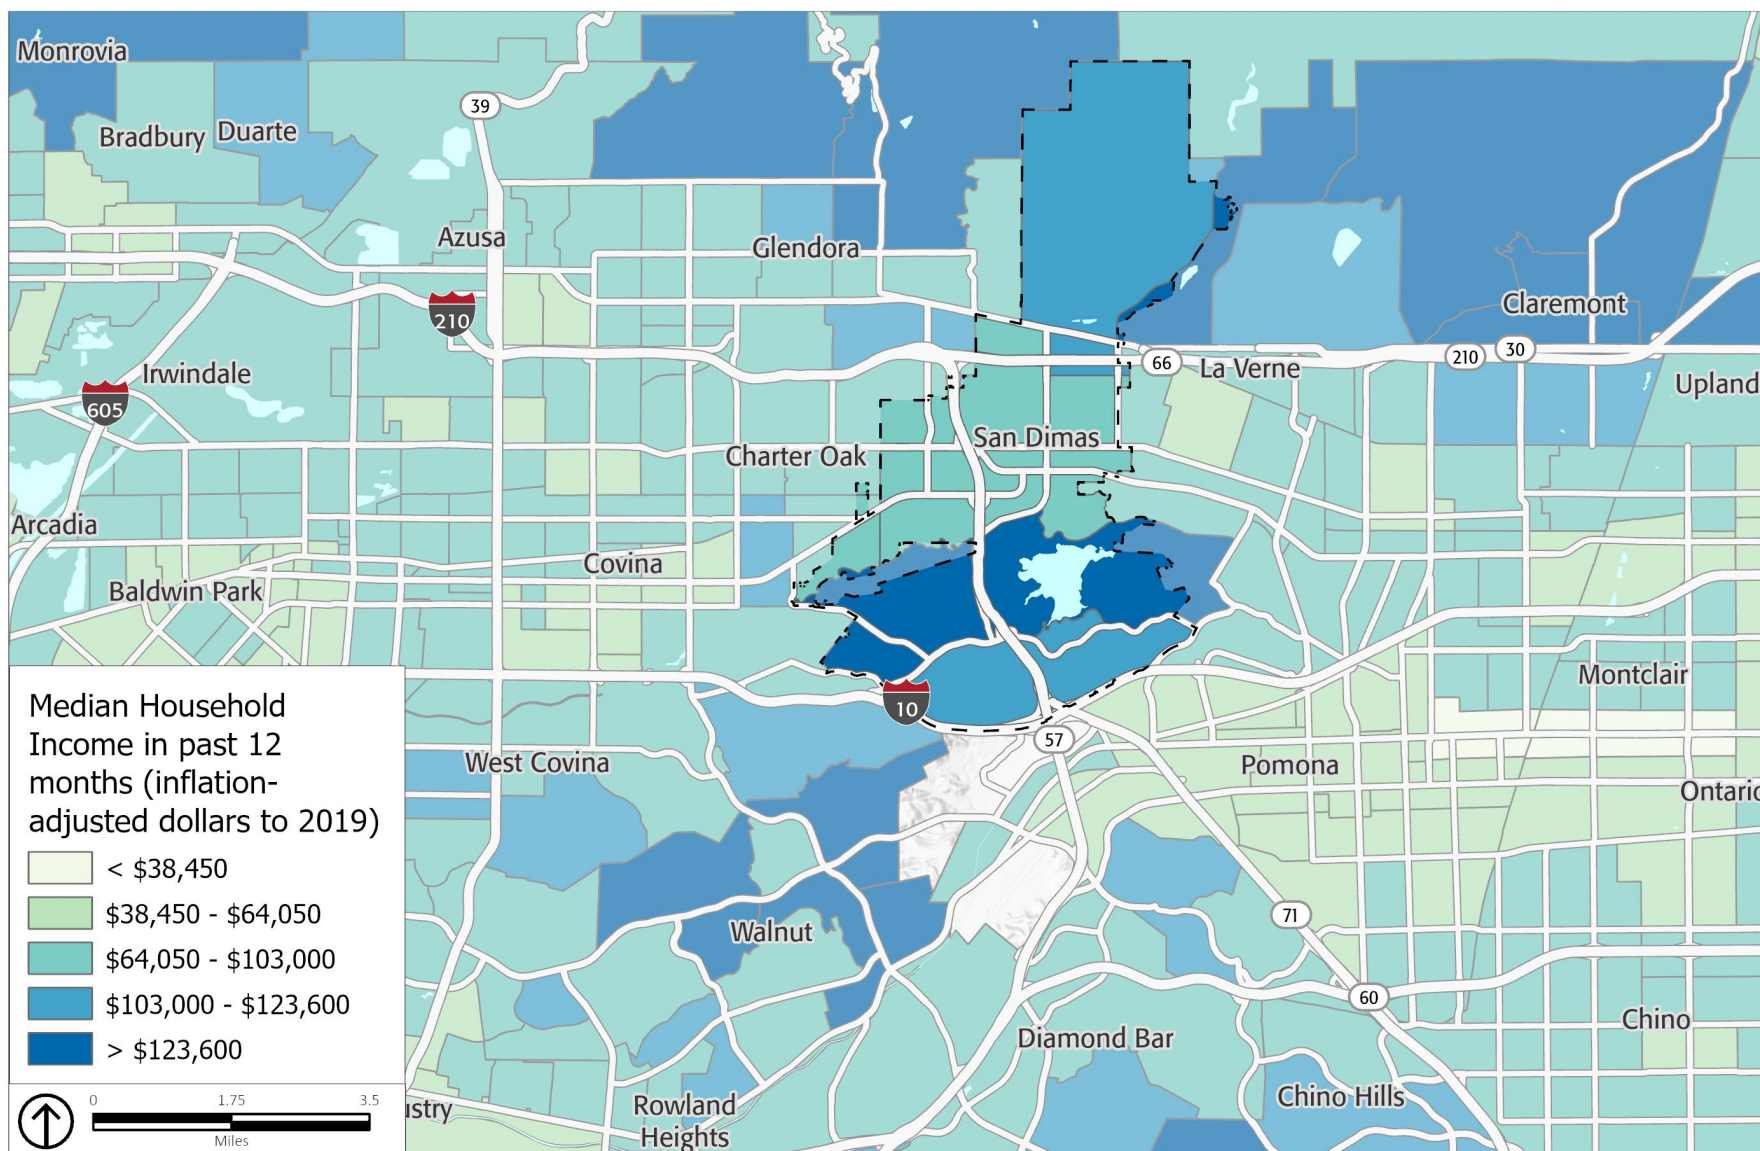 Monrovia
39
Bradbury
Duarte
Azusa
Glendora
210
Claremont
Irwindale
66
La Verne
210
30
Upland
605
San Dimas
Charter Oak
Arcadia
Covina
Baldwin Park
Montclair
10
57
West Covina
Pomona
Ontario
Walnut
71
60
Chino
Diamond Bar
Chino Hills
Rowland
Heights
ustry
Median Household
Income in past 12
months (inflation-
adjusted dollars to 2019)
< $38,450
$38,450 - $64,050
$64,050 - $103,000
$103,000 - $123,600
> $123,600
0 1.75 3.5
Miles